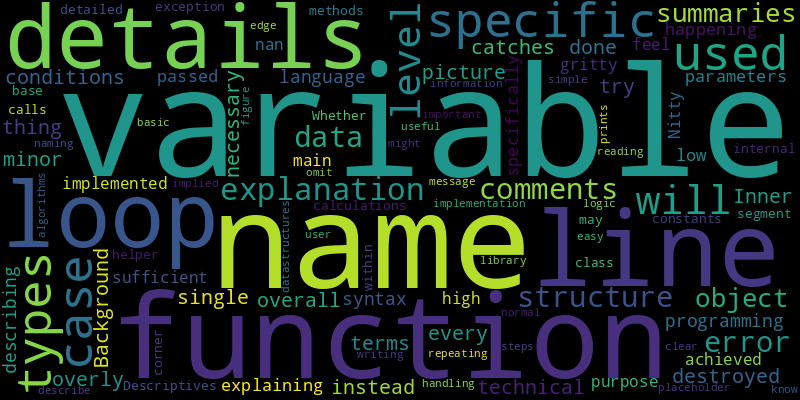 detailed exception methods specific summaries
details edge nan happening
conditions passed language level catches done feel used
base picture gritty parameters
calls variable necessary figure information specifically simple try
thing basic Whether important prints Nitty
naming data useful reading low internal
minor main might
algorithms implemented implied omit message logic
loop explanation comments will Inner
calculations implementation may constants segment
name user line easy
datastructures library class
helper within
describing types case Background sufficient structure object
single overall syntax high normal
function programming
corner terms every steps clear error
writing repeating achieved
overly Descriptives explaining instead handling technical purpose destroyed
describe placeholder know